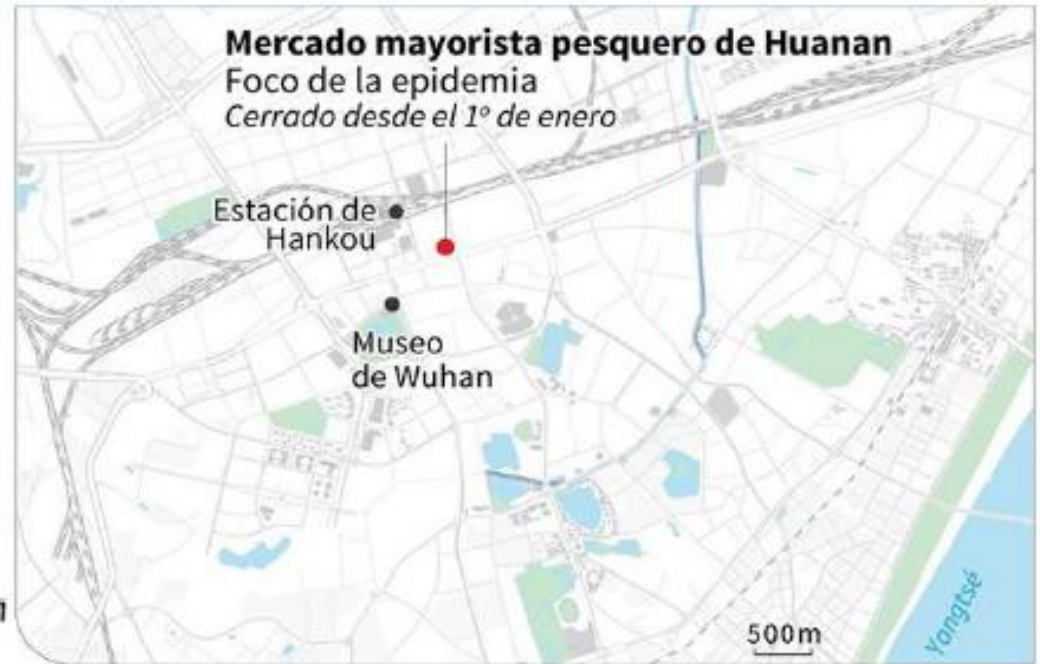 Mercado mayorista pesquero de Huanan
Foco de la epidemia
Cerrado desde el 1º de enero
Estación de
Hankou
Museo
de Wuhan
500m
Yangtsé